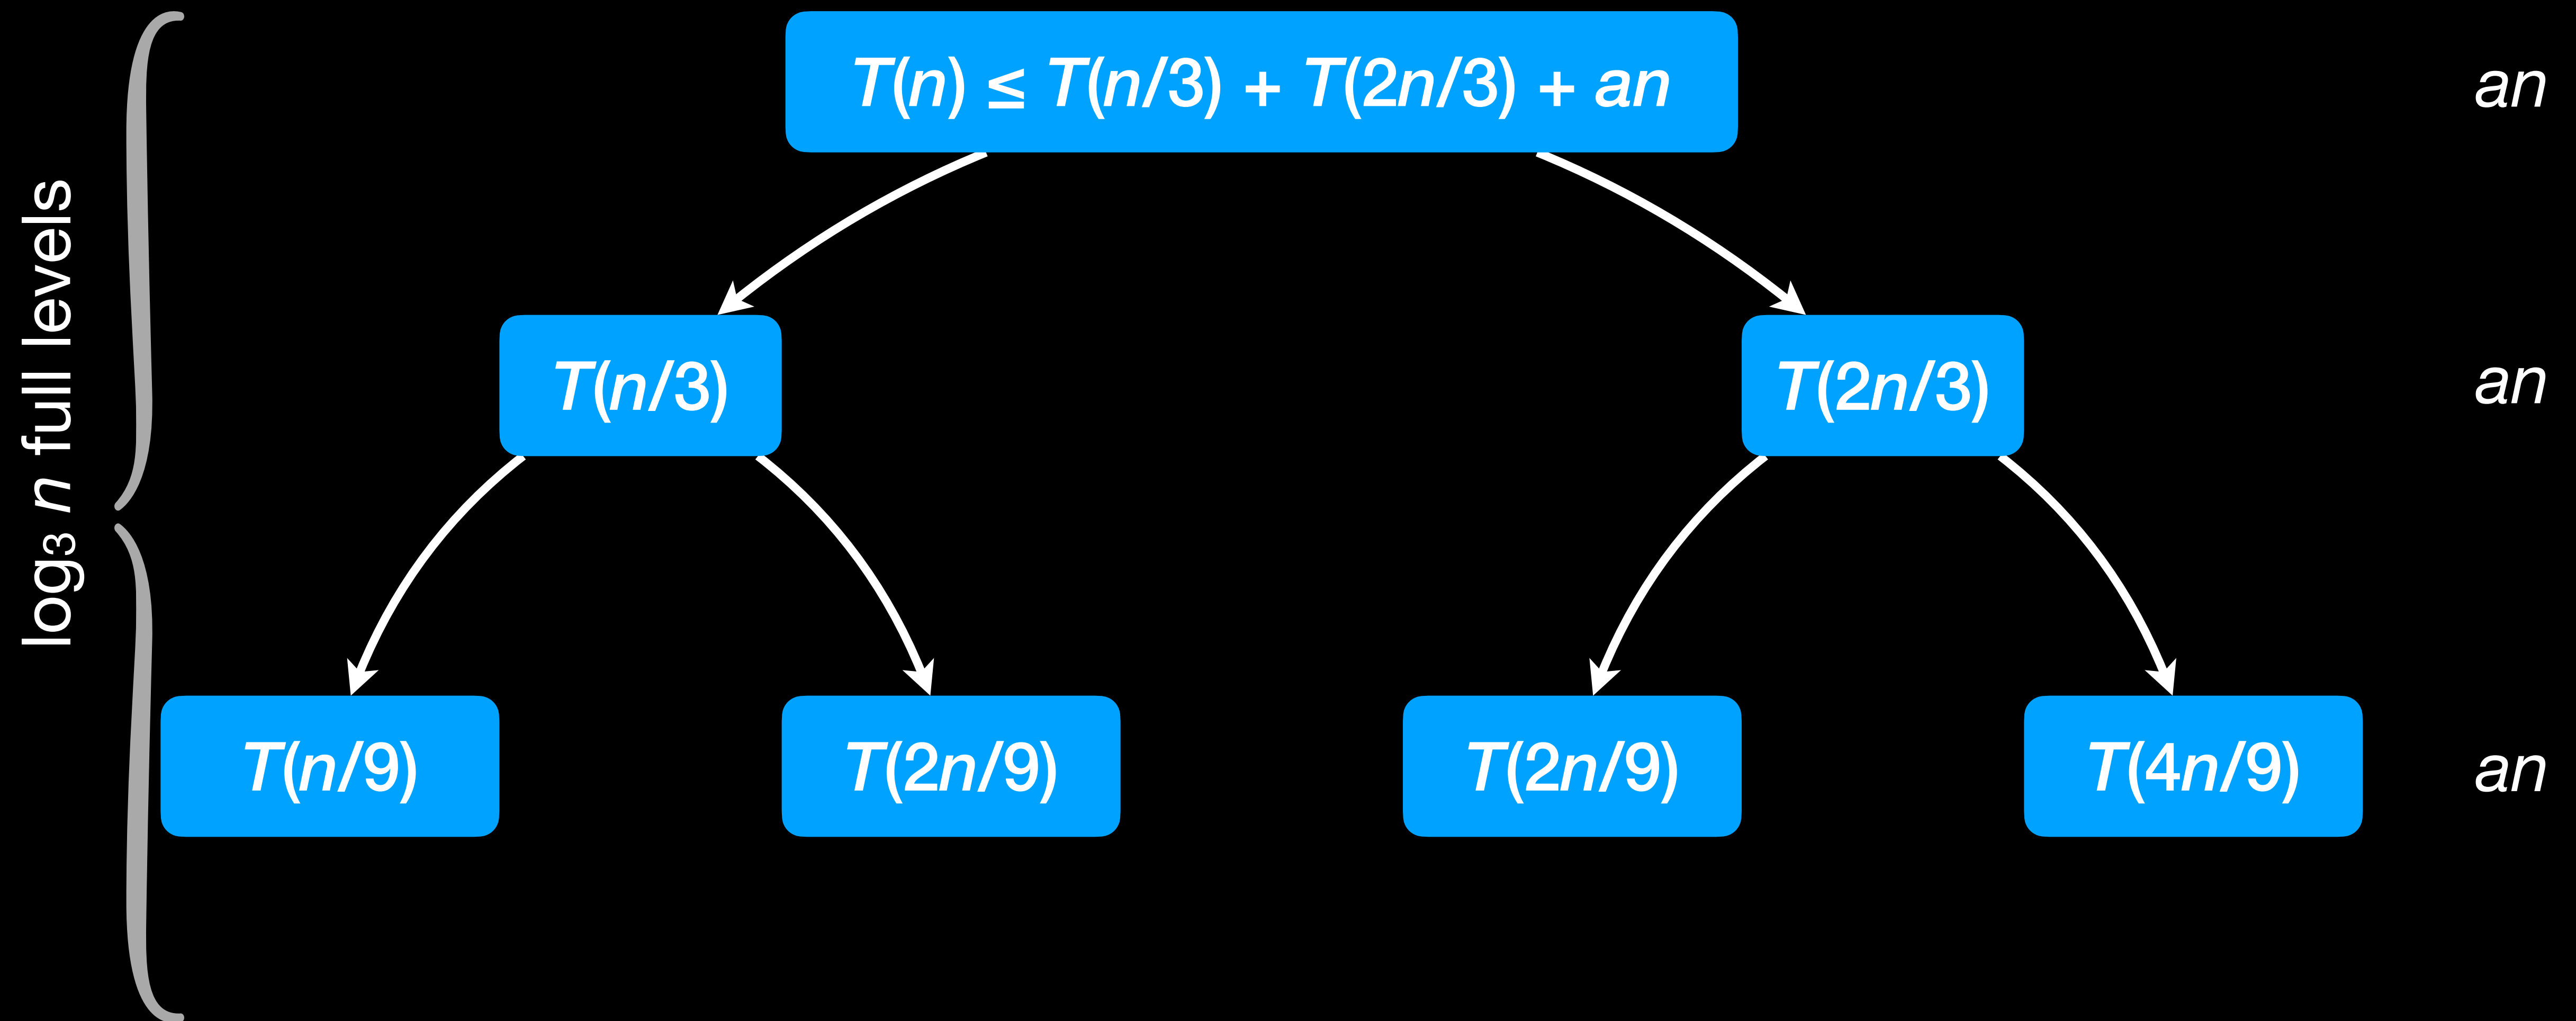 T(n) ≤ T(n/3) + T(2n/3) + an
an
log₃ n full levels
T(n/3)
T(2n/3)
an
T(n/9)
T(2n/9)
T(2n/9)
T(4n/9)
an